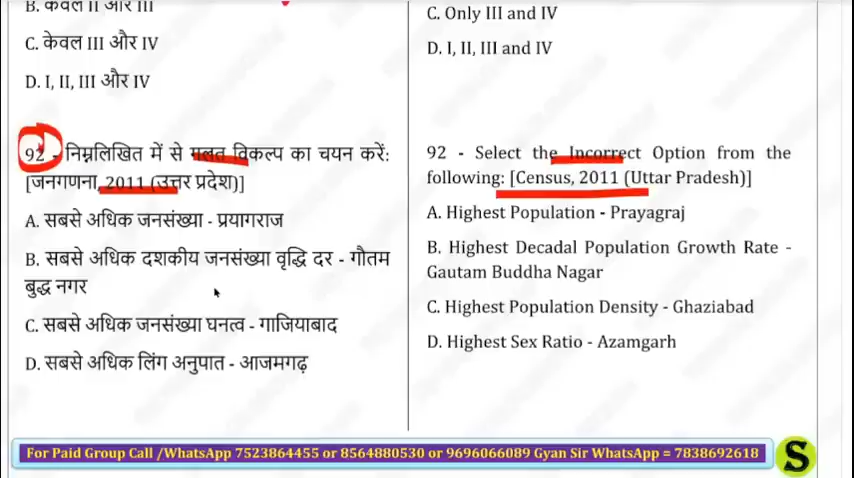 B. केवल II और III
C. केवल III और IV
D. I, II, III और IV
92 - निम्नलिखित में से गलत विकल्प का चयन करें:
[जनगणना, 2011 (उत्तर प्रदेश)]
A. सबसे अधिक जनसंख्या - प्रयागराज
B. सबसे अधिक दशकीय जनसंख्या वृद्धि दर - गौतम
बुद्ध नगर
C. सबसे अधिक जनसंख्या घनत्व - गाजियाबाद
D. सबसे अधिक लिंग अनुपात - आजमगढ़
C. Only III and IV
D. I, II, III and IV
92 - Select the Incorrect Option from the
following: [Census, 2011 (Uttar Pradesh)]
A. Highest Population - Prayagraj
B. Highest Decadal Population Growth Rate -
Gautam Buddha Nagar
C. Highest Population Density - Ghaziabad
D. Highest Sex Ratio - Azamgarh
For Paid Group Call /WhatsApp 7523864455 or 8564880530 or 9696066089 Gyan Sir WhatsApp = 7838692618
S